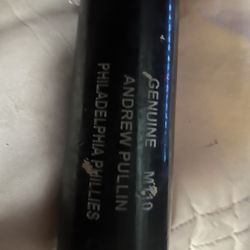 GENUINE M110
ANDREW PULLIN
PHILADELPHIA PHILLIES